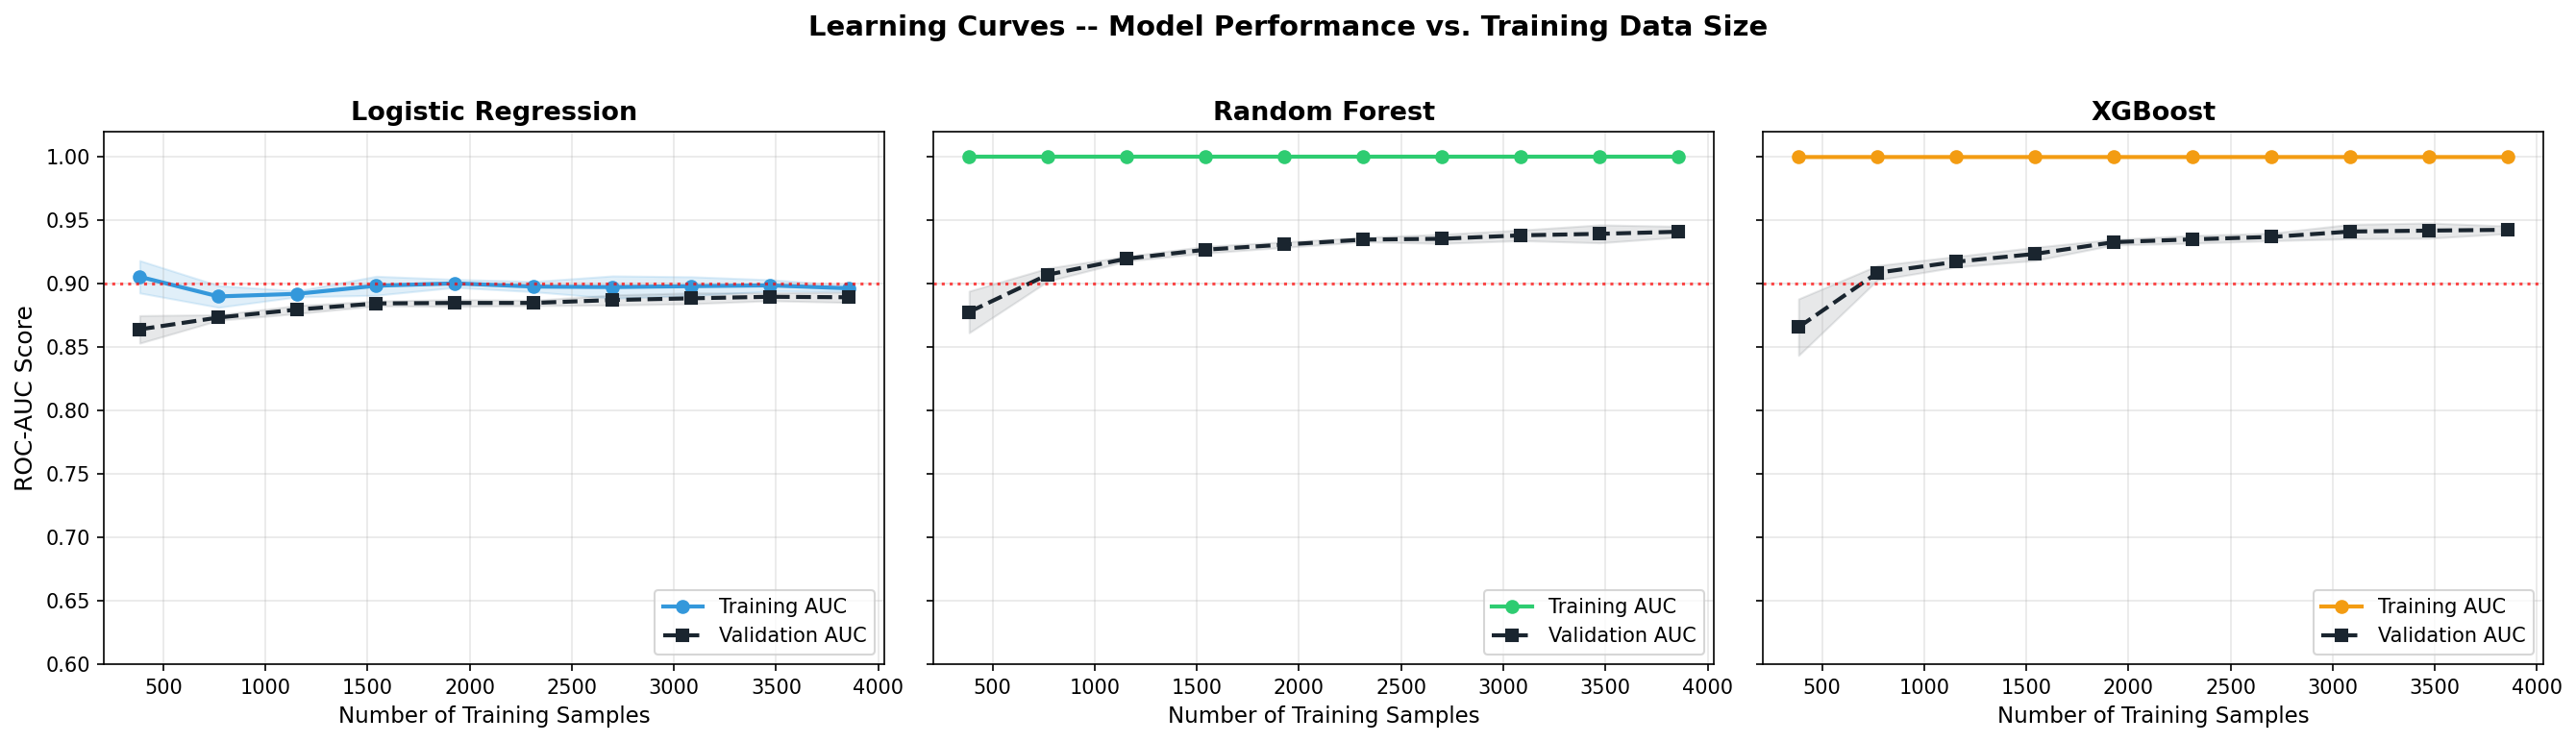 Learning Curves -- Model Performance vs. Training Data Size
Logistic Regression
ROC-AUC Score
1.00
0.95
0.90
0.85
0.80
0.75
0.70
0.65
0.60
Training AUC
Validation AUC
500 1000 1500 2000 2500 3000 3500 4000
Number of Training Samples
Random Forest
Training AUC
Validation AUC
500 1000 1500 2000 2500 3000 3500 4000
Number of Training Samples
XGBoost
Training AUC
Validation AUC
500 1000 1500 2000 2500 3000 3500 4000
Number of Training Samples